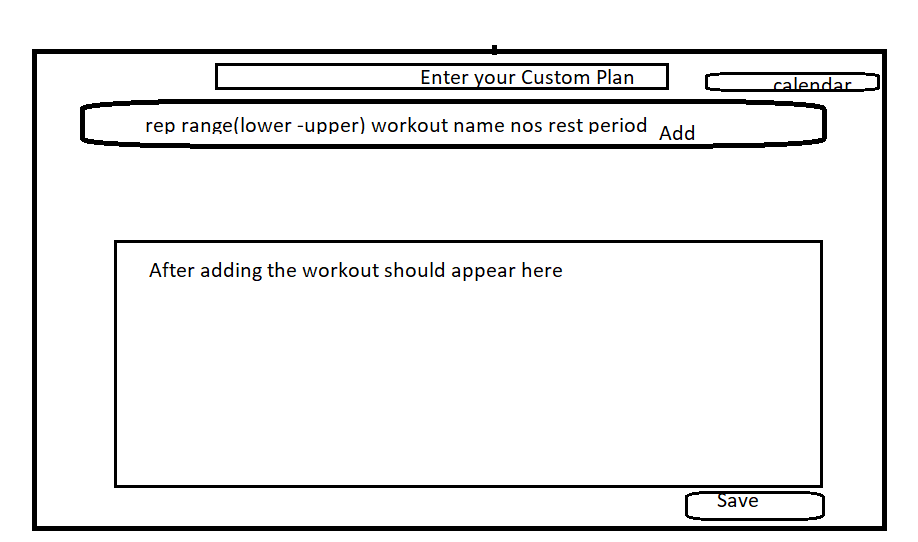 Enter your Custom Plan
calendar
rep range(lower -upper) workout name nos rest period Add
After adding the workout should appear here
Save